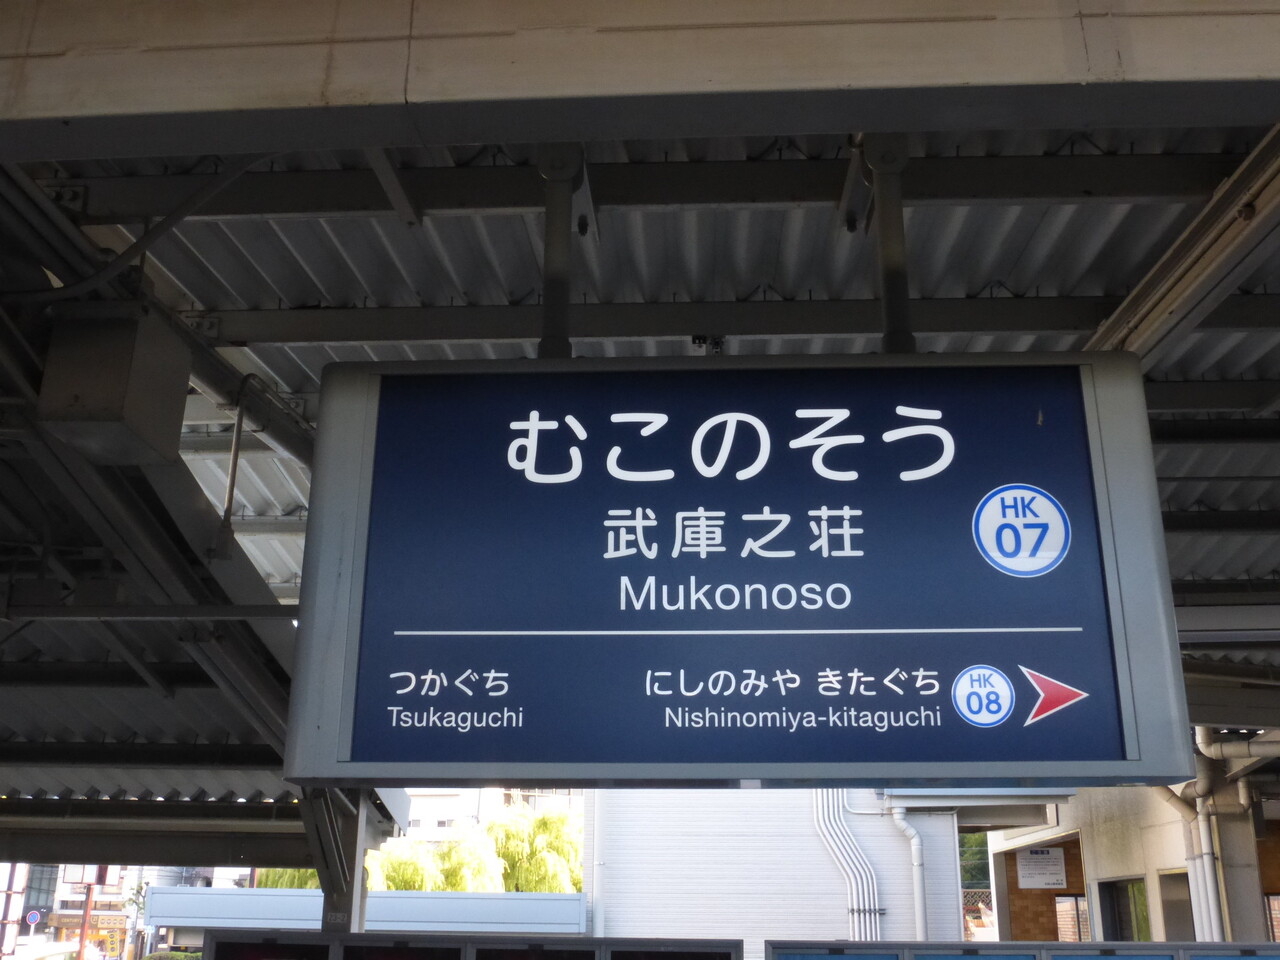 むこのそう
武庫之荘
HK
07
Mukonoso
つかぐち
Tsukaguchi
にしのみや きたぐち
Nishinomiya-kitaguchi
HK
08